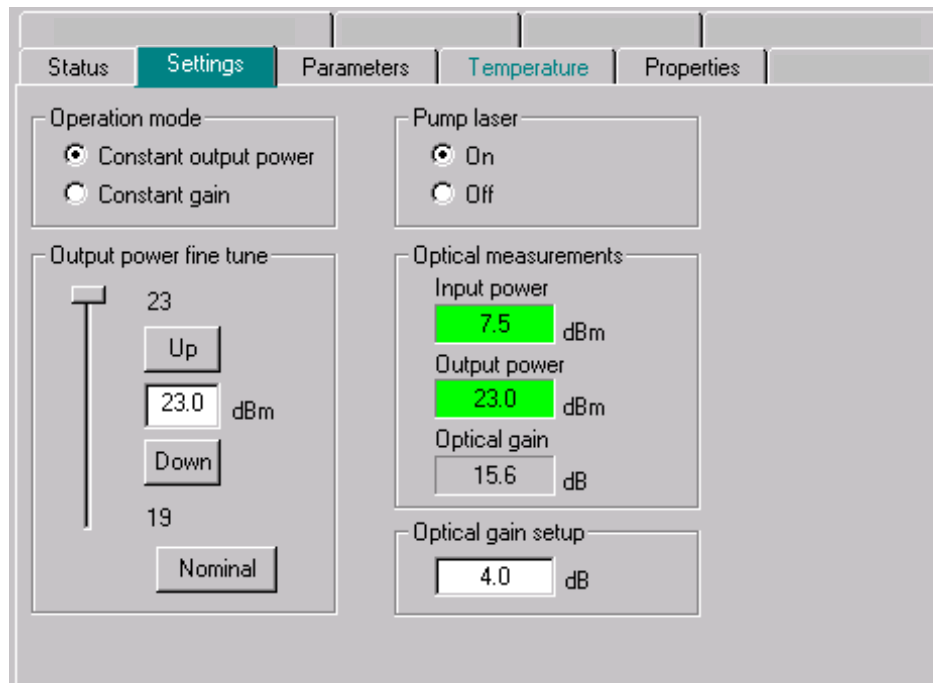 Status Settings Parameters Temperature Properties
Operation mode
Constant output power
Constant gain
Pump laser
On
Off
Output power fine tune
23
Up
23.0 dBm
Down
19
Nominal
Optical measurements
Input power
7.5 dBm
Output power
23.0 dBm
Optical gain
15.6 dB
Optical gain setup
4.0 dB